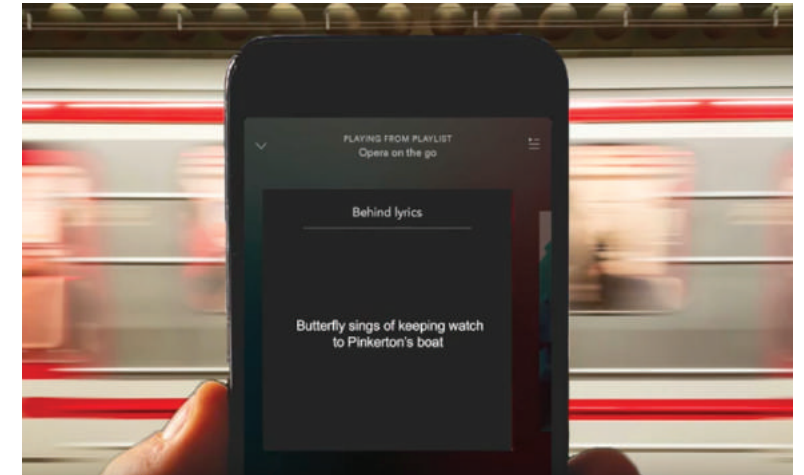 PLAYING FROM PLAYLIST
Opera on the go
Behind lyrics
Butterfly sings of keeping watch
to Pinkerton's boat